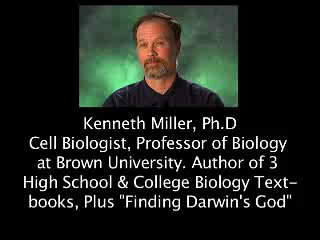 Kenneth Miller, Ph.D
Cell Biologist, Professor of Biology
at Brown University. Author of 3
High School & College Biology Text-
books, Plus "Finding Darwin's God"